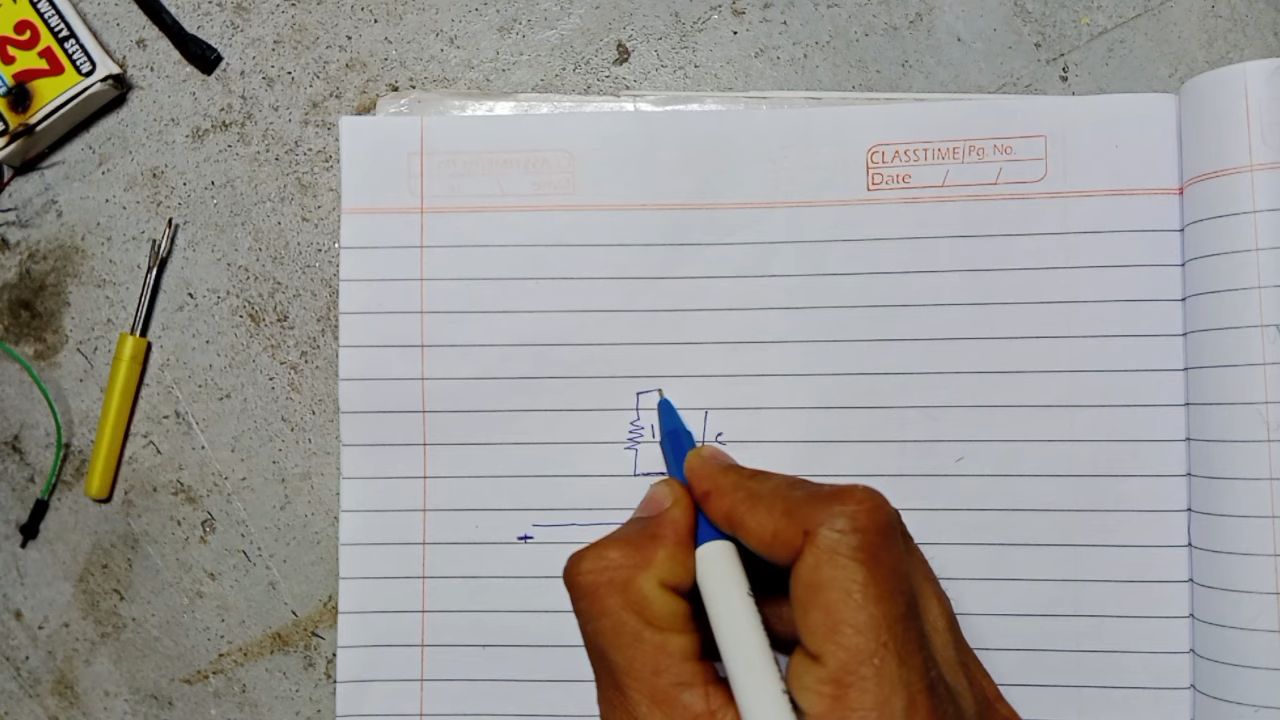 TWENTY SEVEN
27
CLASSTIME Pg. No.
Date / /
c
+